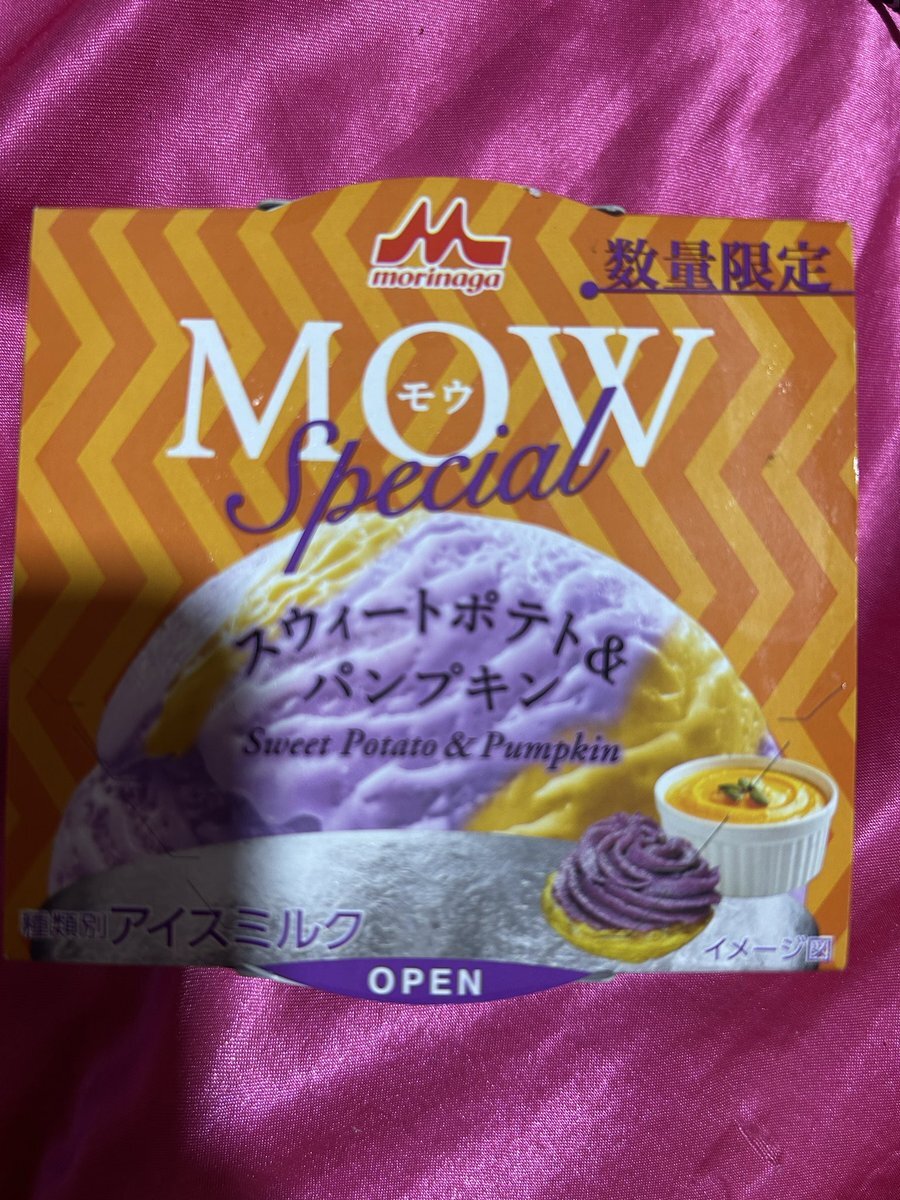 morinaga
数量限定
MOW
モウ
Special
スウィートポテト&
パンプキン
Sweet Potato & Pumpkin
種類別アイスミルク
イメージ図
OPEN